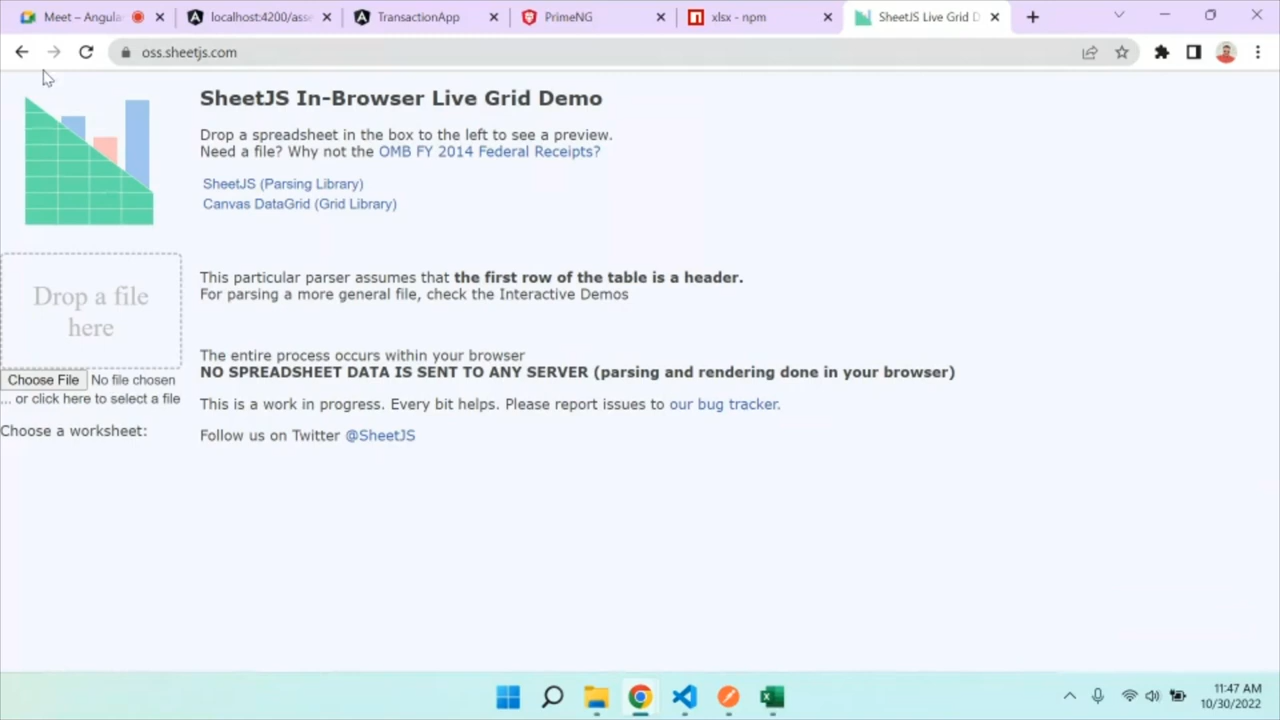 Meet – Angula
localhost:4200/asse
TransactionApp
PrimeNG
xlsx - npm
SheetJS Live Grid D
oss.sheetjs.com
SheetJS In-Browser Live Grid Demo
Drop a spreadsheet in the box to the left to see a preview.
Need a file? Why not the OMB FY 2014 Federal Receipts?
SheetJS (Parsing Library)
Canvas DataGrid (Grid Library)
Drop a file
here
Choose File No file chosen
... or click here to select a file
Choose a worksheet:
This particular parser assumes that the first row of the table is a header.
For parsing a more general file, check the Interactive Demos
The entire process occurs within your browser
NO SPREADSHEET DATA IS SENT TO ANY SERVER (parsing and rendering done in your browser)
This is a work in progress. Every bit helps. Please report issues to our bug tracker.
Follow us on Twitter @SheetJS
11:47 AM
10/30/2022